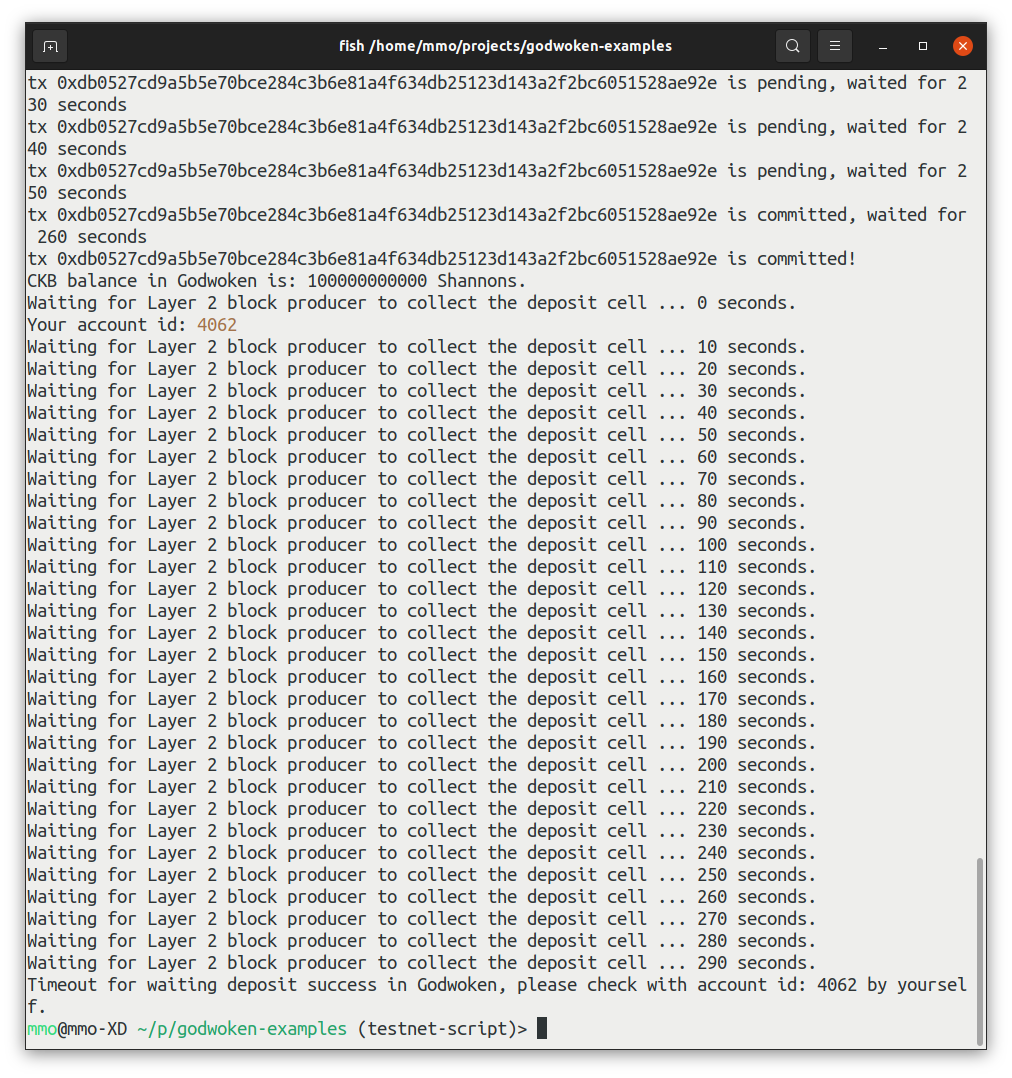 fish /home/mmo/projects/godwoken-examples
tx 0xdb0527cd9a5b5e70bce284c3b6e81a4f634db25123d143a2f2bc6051528ae92e is pending, waited for 2
30 seconds
tx 0xdb0527cd9a5b5e70bce284c3b6e81a4f634db25123d143a2f2bc6051528ae92e is pending, waited for 2
40 seconds
tx 0xdb0527cd9a5b5e70bce284c3b6e81a4f634db25123d143a2f2bc6051528ae92e is pending, waited for 2
50 seconds
tx 0xdb0527cd9a5b5e70bce284c3b6e81a4f634db25123d143a2f2bc6051528ae92e is committed, waited for
 260 seconds
tx 0xdb0527cd9a5b5e70bce284c3b6e81a4f634db25123d143a2f2bc6051528ae92e is committed!
CKB balance in Godwoken is: 100000000000 Shannons.
Waiting for Layer 2 block producer to collect the deposit cell ... 0 seconds.
Your account id: 4062
Waiting for Layer 2 block producer to collect the deposit cell ... 10 seconds.
Waiting for Layer 2 block producer to collect the deposit cell ... 20 seconds.
Waiting for Layer 2 block producer to collect the deposit cell ... 30 seconds.
Waiting for Layer 2 block producer to collect the deposit cell ... 40 seconds.
Waiting for Layer 2 block producer to collect the deposit cell ... 50 seconds.
Waiting for Layer 2 block producer to collect the deposit cell ... 60 seconds.
Waiting for Layer 2 block producer to collect the deposit cell ... 70 seconds.
Waiting for Layer 2 block producer to collect the deposit cell ... 80 seconds.
Waiting for Layer 2 block producer to collect the deposit cell ... 90 seconds.
Waiting for Layer 2 block producer to collect the deposit cell ... 100 seconds.
Waiting for Layer 2 block producer to collect the deposit cell ... 110 seconds.
Waiting for Layer 2 block producer to collect the deposit cell ... 120 seconds.
Waiting for Layer 2 block producer to collect the deposit cell ... 130 seconds.
Waiting for Layer 2 block producer to collect the deposit cell ... 140 seconds.
Waiting for Layer 2 block producer to collect the deposit cell ... 150 seconds.
Waiting for Layer 2 block producer to collect the deposit cell ... 160 seconds.
Waiting for Layer 2 block producer to collect the deposit cell ... 170 seconds.
Waiting for Layer 2 block producer to collect the deposit cell ... 180 seconds.
Waiting for Layer 2 block producer to collect the deposit cell ... 190 seconds.
Waiting for Layer 2 block producer to collect the deposit cell ... 200 seconds.
Waiting for Layer 2 block producer to collect the deposit cell ... 210 seconds.
Waiting for Layer 2 block producer to collect the deposit cell ... 220 seconds.
Waiting for Layer 2 block producer to collect the deposit cell ... 230 seconds.
Waiting for Layer 2 block producer to collect the deposit cell ... 240 seconds.
Waiting for Layer 2 block producer to collect the deposit cell ... 250 seconds.
Waiting for Layer 2 block producer to collect the deposit cell ... 260 seconds.
Waiting for Layer 2 block producer to collect the deposit cell ... 270 seconds.
Waiting for Layer 2 block producer to collect the deposit cell ... 280 seconds.
Waiting for Layer 2 block producer to collect the deposit cell ... 290 seconds.
Timeout for waiting deposit success in Godwoken, please check with account id: 4062 by yoursel
f.
mmo@mmo-XD ~/p/godwoken-examples (testnet-script)>